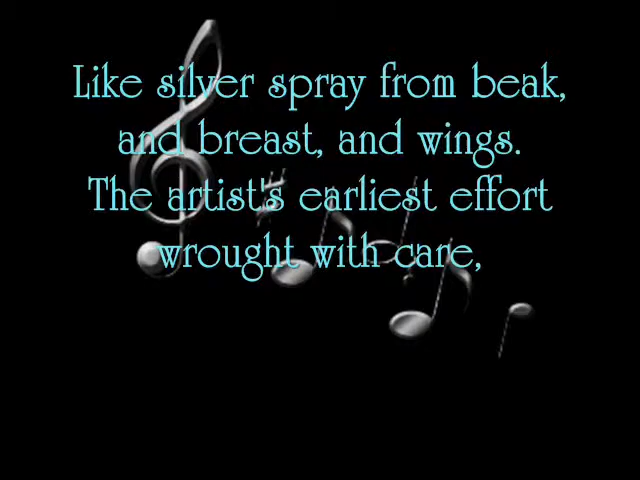 Like silver spray from beak,
and breast, and wings.
The artist's earliest effort
wrought with care,